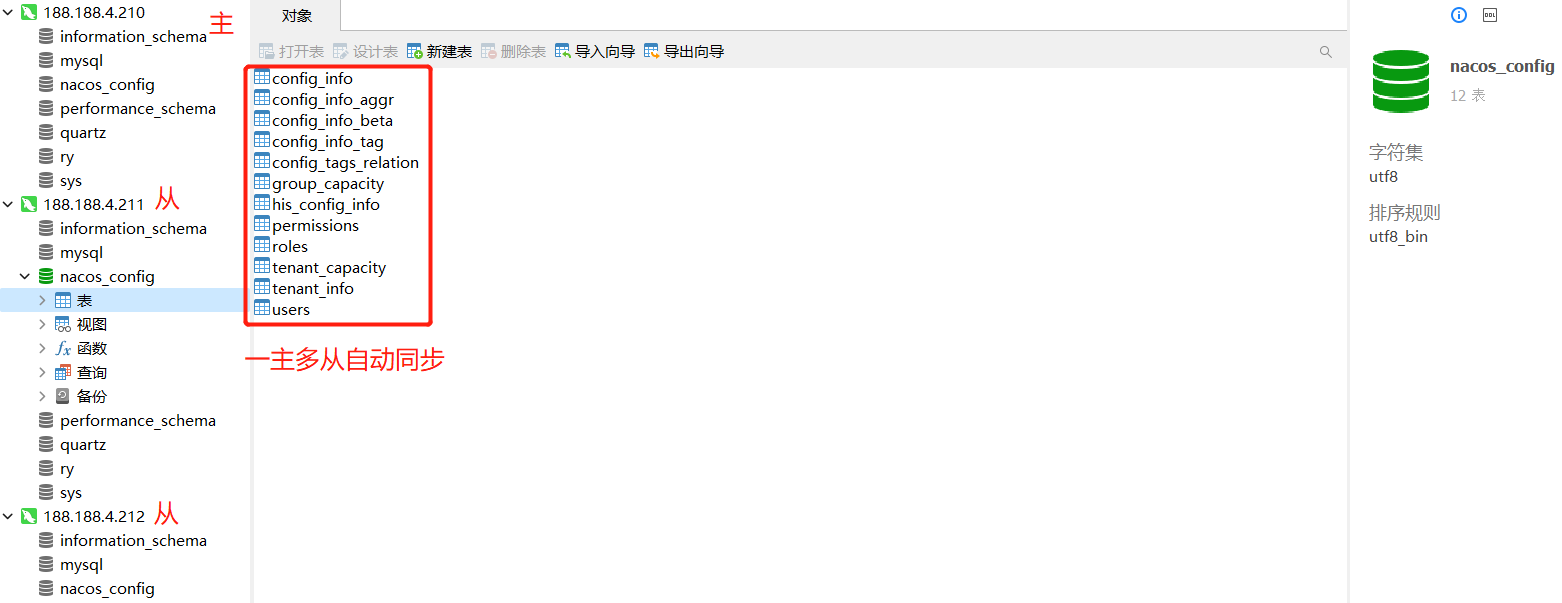 188.188.4.210
主
information_schema
mysql
nacos_config
performance_schema
quartz
ry
sys
188.188.4.211
从
information_schema
mysql
nacos_config
表
视图
fx 函数
查询
备份
performance_schema
quartz
ry
sys
188.188.4.212
从
information_schema
mysql
nacos_config
对象
打开表 设计表 新建表 删除表 导入向导 导出向导
config_info
config_info_aggr
config_info_beta
config_info_tag
config_tags_relation
group_capacity
his_config_info
permissions
roles
tenant_capacity
tenant_info
users
一主多从自动同步
DDL
nacos_config
12 表
字符集
utf8
排序规则
utf8_bin